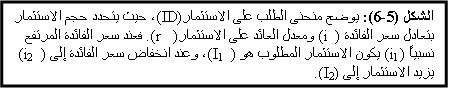 الشكل (5-6): يوضح منحنى الطلب على الاستثمار(ID)، حيث يتحدد حجم الاستثمار
بتعادل سعر الفائدة ( i) ومعدل العائد على الاستثمار( r). فعند سعر الفائدة المرتفع
نسبياً (i1) يكون الاستثمار المطلوب هو ( I1)، وعند انخفاض سعر الفائدة إلى ( i2)
يزيد الاستثمار إلى (I2).